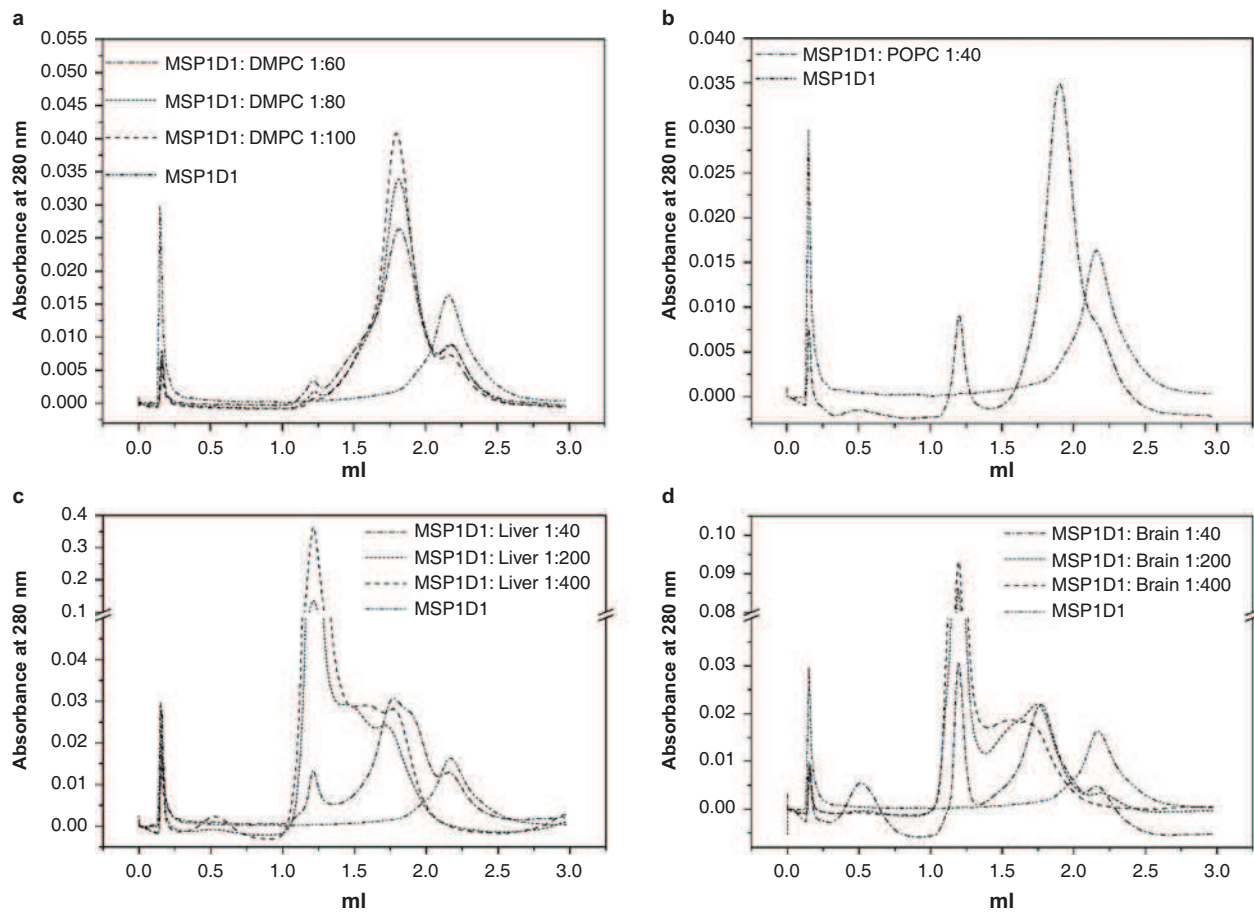 a
Absorbance at 280 nm
0.055
0.050
0.045
0.040
0.035
0.030
0.025
0.020
0.015
0.010
0.005
0.000
MSP1D1: DMPC 1:60
MSP1D1: DMPC 1:80
MSP1D1: DMPC 1:100
MSP1D1
0.0 0.5 1.0 1.5 2.0 2.5 3.0
ml
b
Absorbance at 280 nm
0.040
0.035
0.030
0.025
0.020
0.015
0.010
0.005
0.000
MSP1D1: POPC 1:40
MSP1D1
0.0 0.5 1.0 1.5 2.0 2.5 3.0
ml
c
Absorbance at 280 nm
0.4
0.3
0.2
0.1
0.04
0.03
0.02
0.01
0.00
MSP1D1: Liver 1:40
MSP1D1: Liver 1:200
MSP1D1: Liver 1:400
MSP1D1
0.0 0.5 1.0 1.5 2.0 2.5 3.0
ml
d
Absorbance at 280 nm
0.10
0.09
0.08
0.03
0.02
0.01
0.00
MSP1D1: Brain 1:40
MSP1D1: Brain 1:200
MSP1D1: Brain 1:400
MSP1D1
0.0 0.5 1.0 1.5 2.0 2.5 3.0
ml